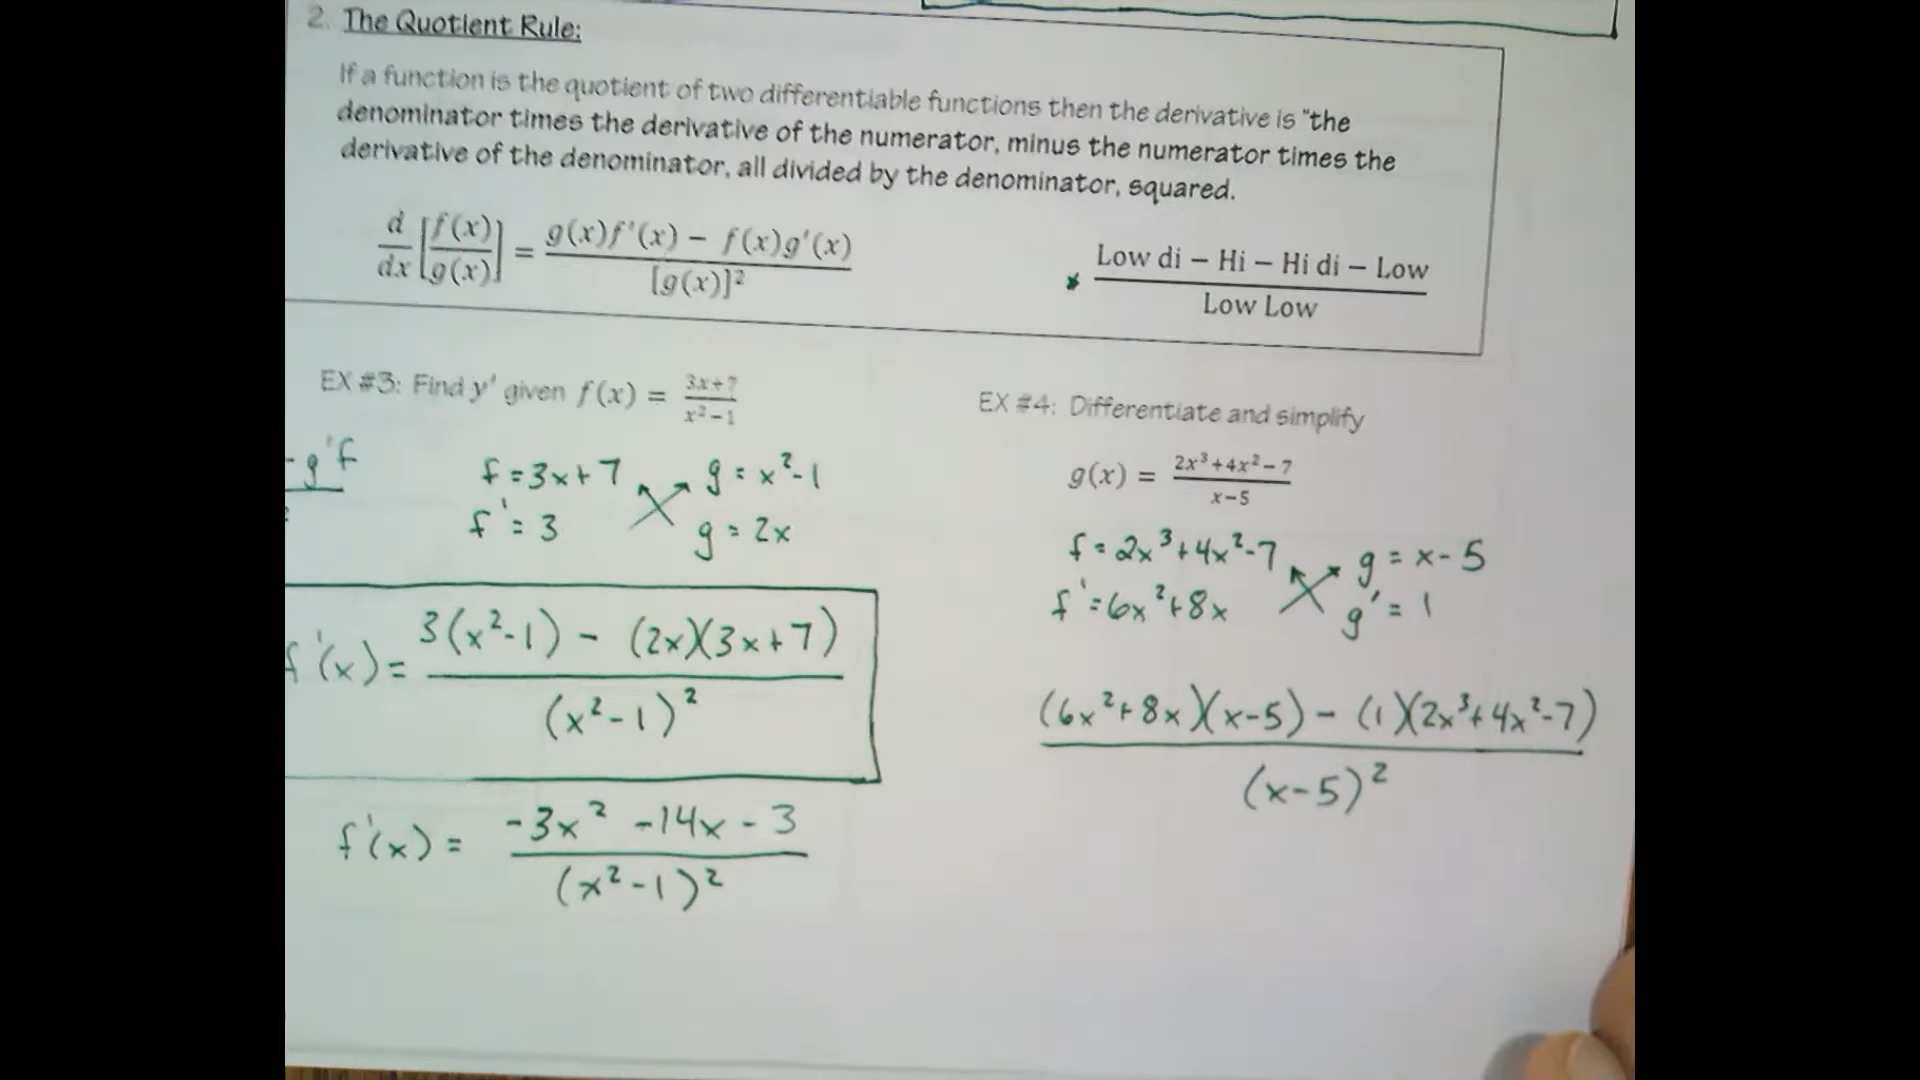 2. The Quotient Rule:
If a function is the quotient of two differentiable functions then the derivative is "the
denominator times the derivative of the numerator, minus the numerator times the
derivative of the denominator, all divided by the denominator, squared.
d/dx [f(x)/g(x)] = (g(x)f'(x) − f(x)g'(x))/[g(x)]²
* (Low di − Hi − Hi di − Low)/(Low Low)
EX #3: Find y' given f(x) = (3x+7)/(x²−1)
-g'f
f = 3x+7 g = x²-1
f' = 3 g = 2x
f'(x) = (3(x²-1) - (2x)(3x+7))/(x²-1)²
f'(x) = (-3x² -14x - 3)/(x²-1)²
EX #4: Differentiate and simplify
g(x) = (2x³+4x²−7)/(x−5)
f = 2x³+4x²-7 g = x-5
f' = 6x²+8x g' = 1
((6x²+8x)(x-5) - (1)(2x³+4x²-7))/(x-5)²